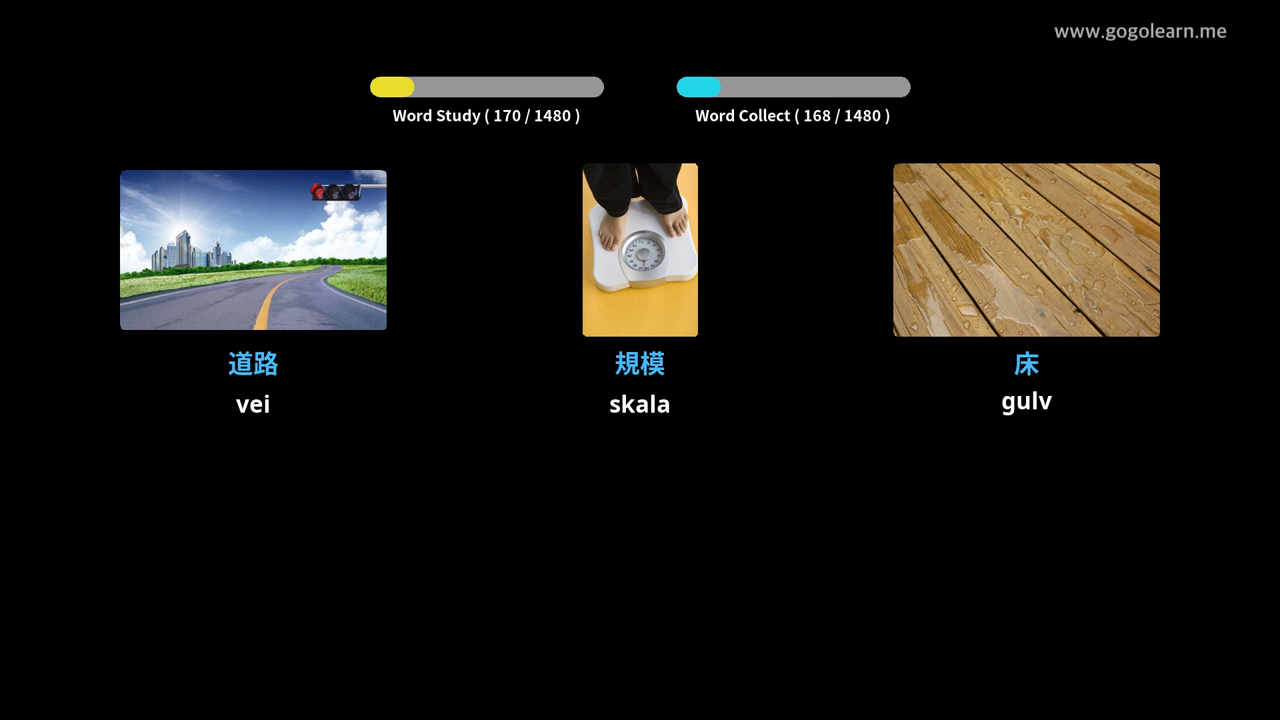 www.gogolearn.me
Word Study ( 170 / 1480 )
Word Collect ( 168 / 1480 )
道路
規模
床
vei
skala
gulv